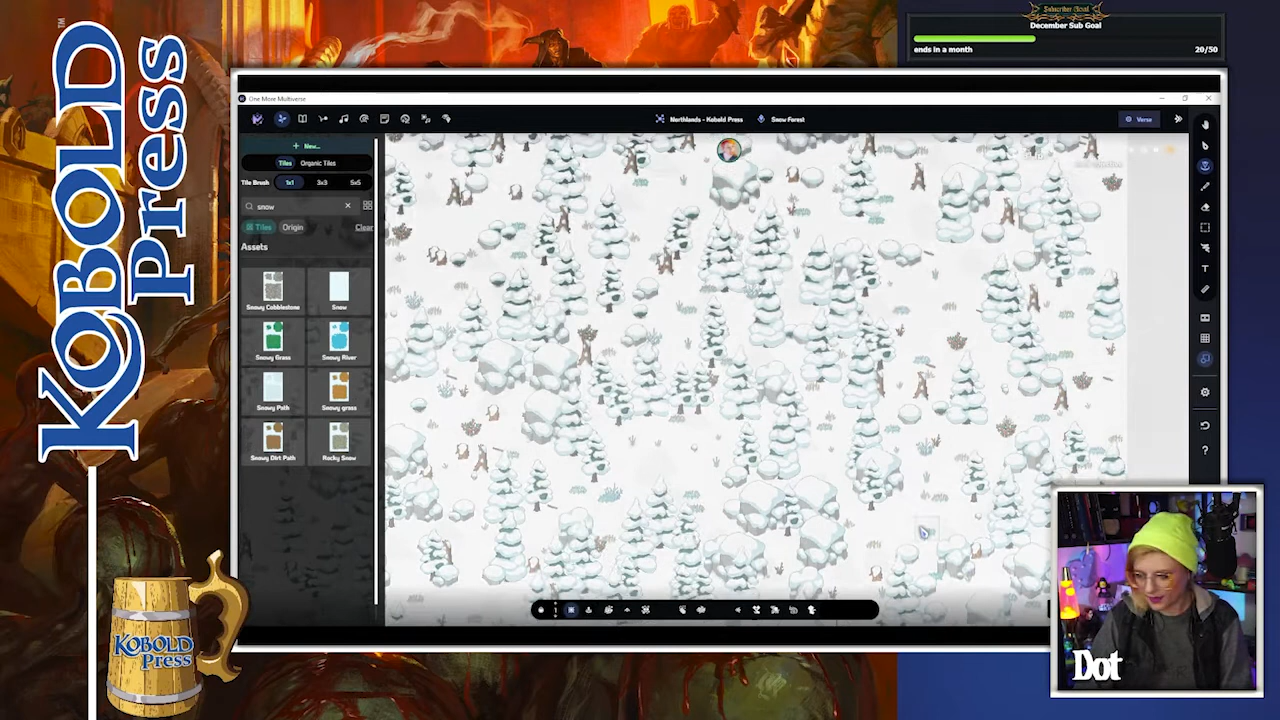 KOBOLD
Press
TM
Subscriber Goal
December Sub Goal
ends in a month
20/50
One More Multiverse
Northlands - Kobold Press
Snow Forest
Verse
New...
Tiles
Organic Tiles
Tile Brush
1x1
3x3
5x5
snow
Tiles
Origin
Clear
Assets
Snowy Cobblestone
Snow
Snowy Grass
Snowy River
Snowy Path
Snowy grass
Snowy Dirt Path
Rocky Snow
KOBOLD
Press
Dot